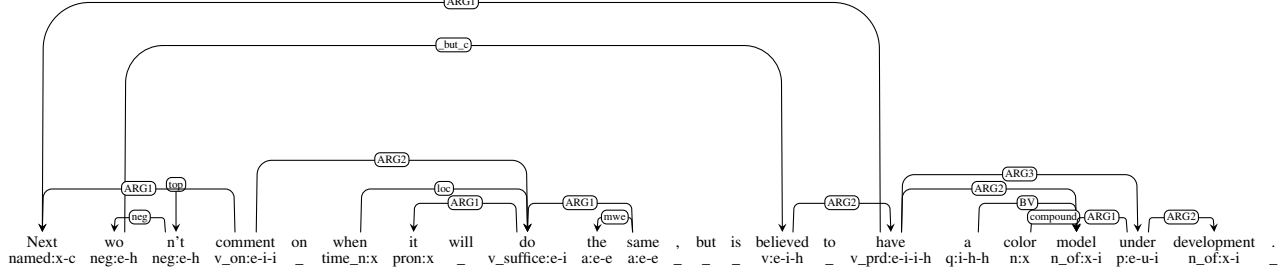 ARG1
_but_c
ARG2
ARG3
ARG1 top loc ARG2
neg ARG1 ARG1 mwe ARG2 BV compound ARG1 ARG2
Next wo n't comment on when it will do the same , but is believed to have a color model under development .
named:x-c neg:e-h neg:e-h v_on:e-i-i _ time_n:x pron:x _ v_suffice:e-i a:e-e a:e-e _ _ _ v:e-i-h _ v_prd:e-i-i-h q:i-h-h n:x n_of:x-i p:e-u-i n_of:x-i _